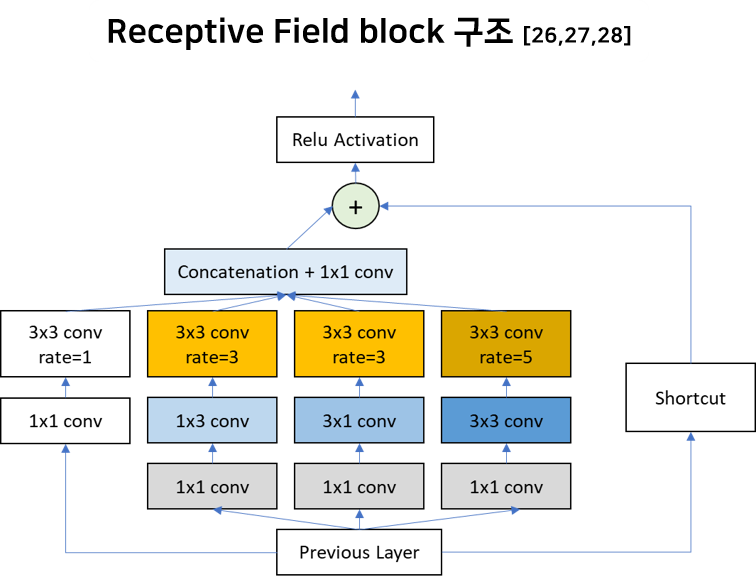 Receptive Field block 구조 [26,27,28]
Relu Activation
+
Concatenation + 1x1 conv
3x3 conv
rate=1
3x3 conv
rate=3
3x3 conv
rate=3
3x3 conv
rate=5
1x1 conv
1x3 conv
3x1 conv
3x3 conv
Shortcut
1x1 conv
1x1 conv
1x1 conv
Previous Layer